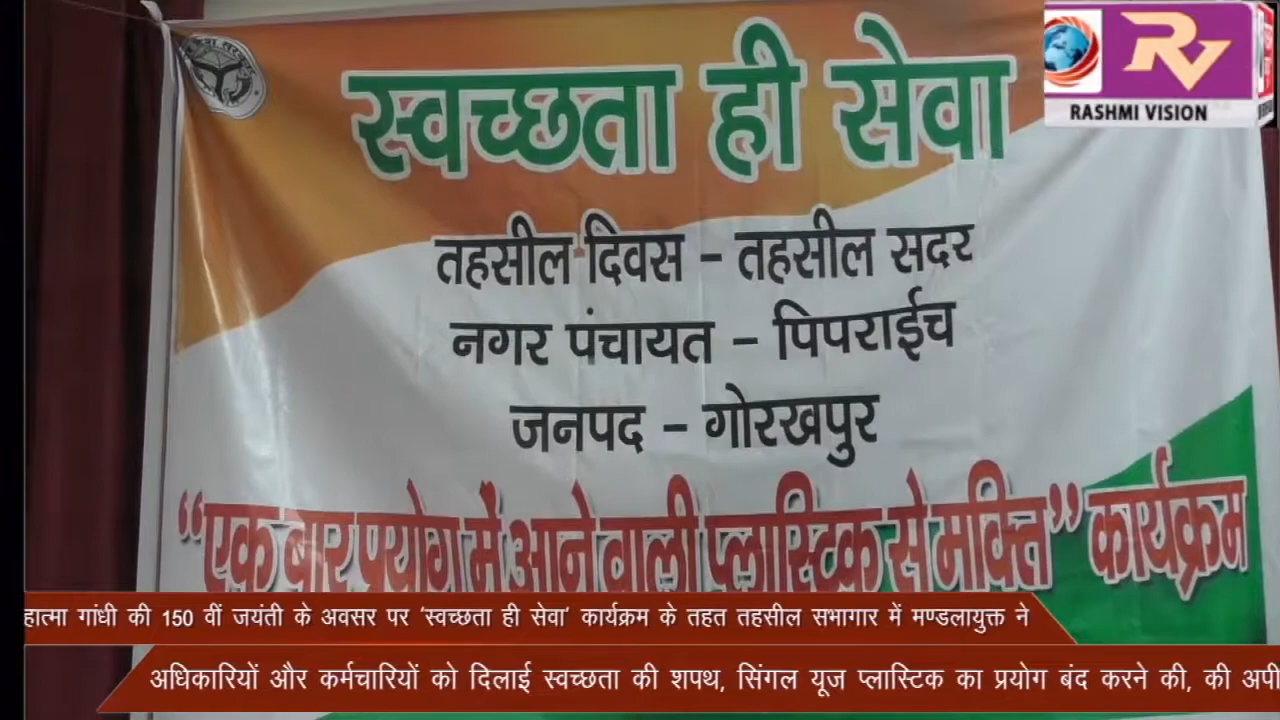 स्वच्छता ही सेवा
RV
RASHMI VISION
तहसील दिवस – तहसील सदर
नगर पंचायत – पिपराईच
जनपद – गोरखपुर
“एक बार प्रयोग में आने वाली प्लास्टिक से मुक्ति” कार्यक्रम
हात्मा गांधी की 150 वीं जयंती के अवसर पर ‘स्वच्छता ही सेवा’ कार्यक्रम के तहत तहसील सभागार में मण्डलायुक्त ने
अधिकारियों और कर्मचारियों को दिलाई स्वच्छता की शपथ, सिंगल यूज प्लास्टिक का प्रयोग बंद करने की, की अपी